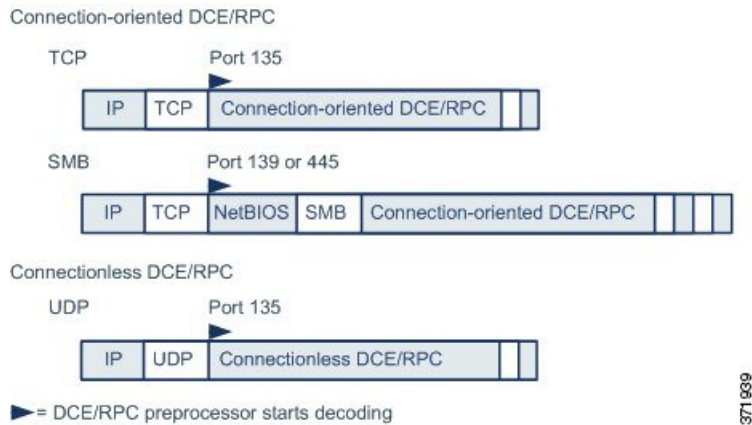 Connection-oriented DCE/RPC
TCP Port 135
IP TCP Connection-oriented DCE/RPC
SMB Port 139 or 445
IP TCP NetBIOS SMB Connection-oriented DCE/RPC
Connectionless DCE/RPC
UDP Port 135
IP UDP Connectionless DCE/RPC
= DCE/RPC preprocessor starts decoding
371939